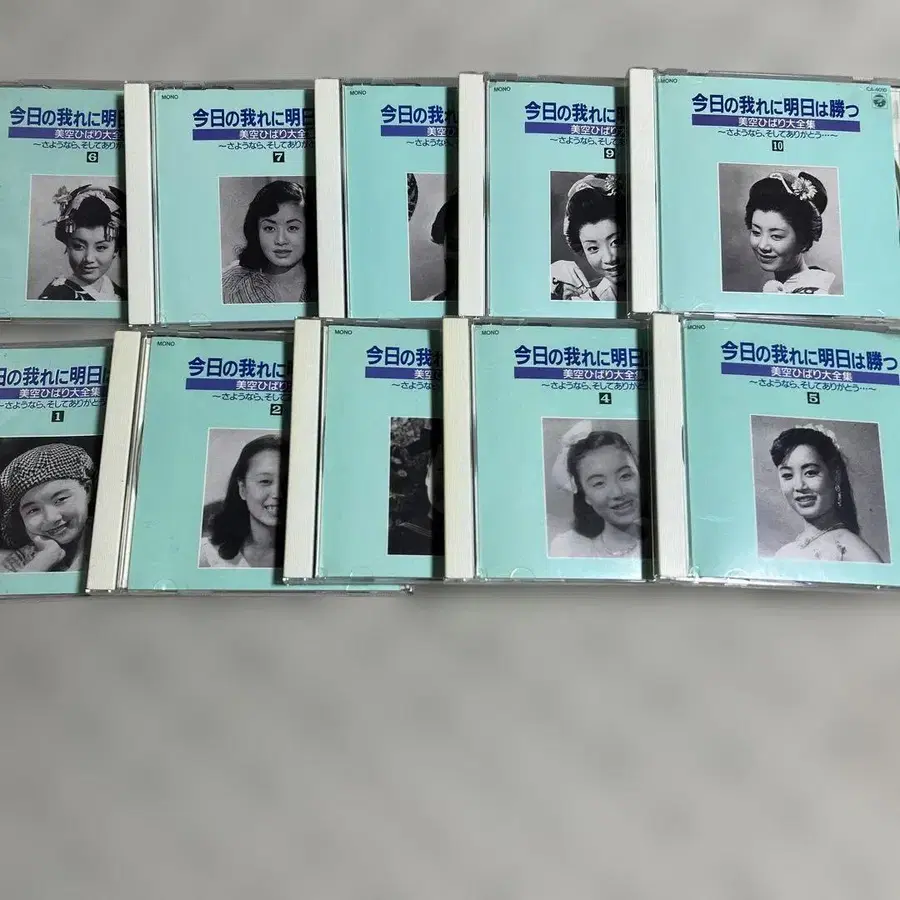 今日の我れに明日
美空ひばり大全
〜さようなら、そしてありが
6
MONO
今日の我れに明日
美空ひばり大全集
〜さようなら、そしてありがと
7
MONO
今日の我
美空
〜さようなら、
MONO
今日の我れに明
美空ひばり
〜さようなら、そして
9
MONO
今日の我れに明日は勝つ
美空ひばり大全集
〜さようなら、そしてありがとう…〜
10
日の我れに明日
美空ひばり大全集
〜さようなら、そしてありがとう
1
MONO
今日の我れに明
美空ひばり
〜さようなら、そして
2
MONO
今日の我
美空
〜さようなら、
MONO
今日の我れに明日
美空ひばり大全
〜さようなら、そしてありが
4
MONO
今日の我れに明日は勝つ
美空ひばり大全集
〜さようなら、そしてありがとう…〜
5